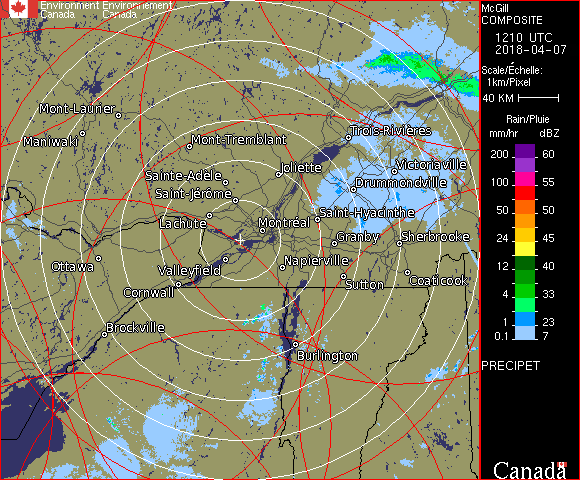 Environment Environnement
Canada Canada
McGill
COMPOSITE
1210 UTC
2018-04-07
Scale/Échelle:
1km/Pixel
40 KM
Rain/Pluie
mm/hr dBZ
200 60
150 57
100 55
50 50
24 45
12 40
4 33
1 23
0.1 7
PRECIPET
Canada
Mont-Laurier
Maniwaki
Mont-Tremblant
Trois-Rivières
Sainte-Adèle
Joliette
Victoriaville
Saint-Jérôme
Drummondville
Lachute
Montréal
Saint-Hyacinthe
Granby
Sherbrooke
Ottawa
Valleyfield
Napierville
Cornwall
Sutton
Coaticook
Brockville
Burlington